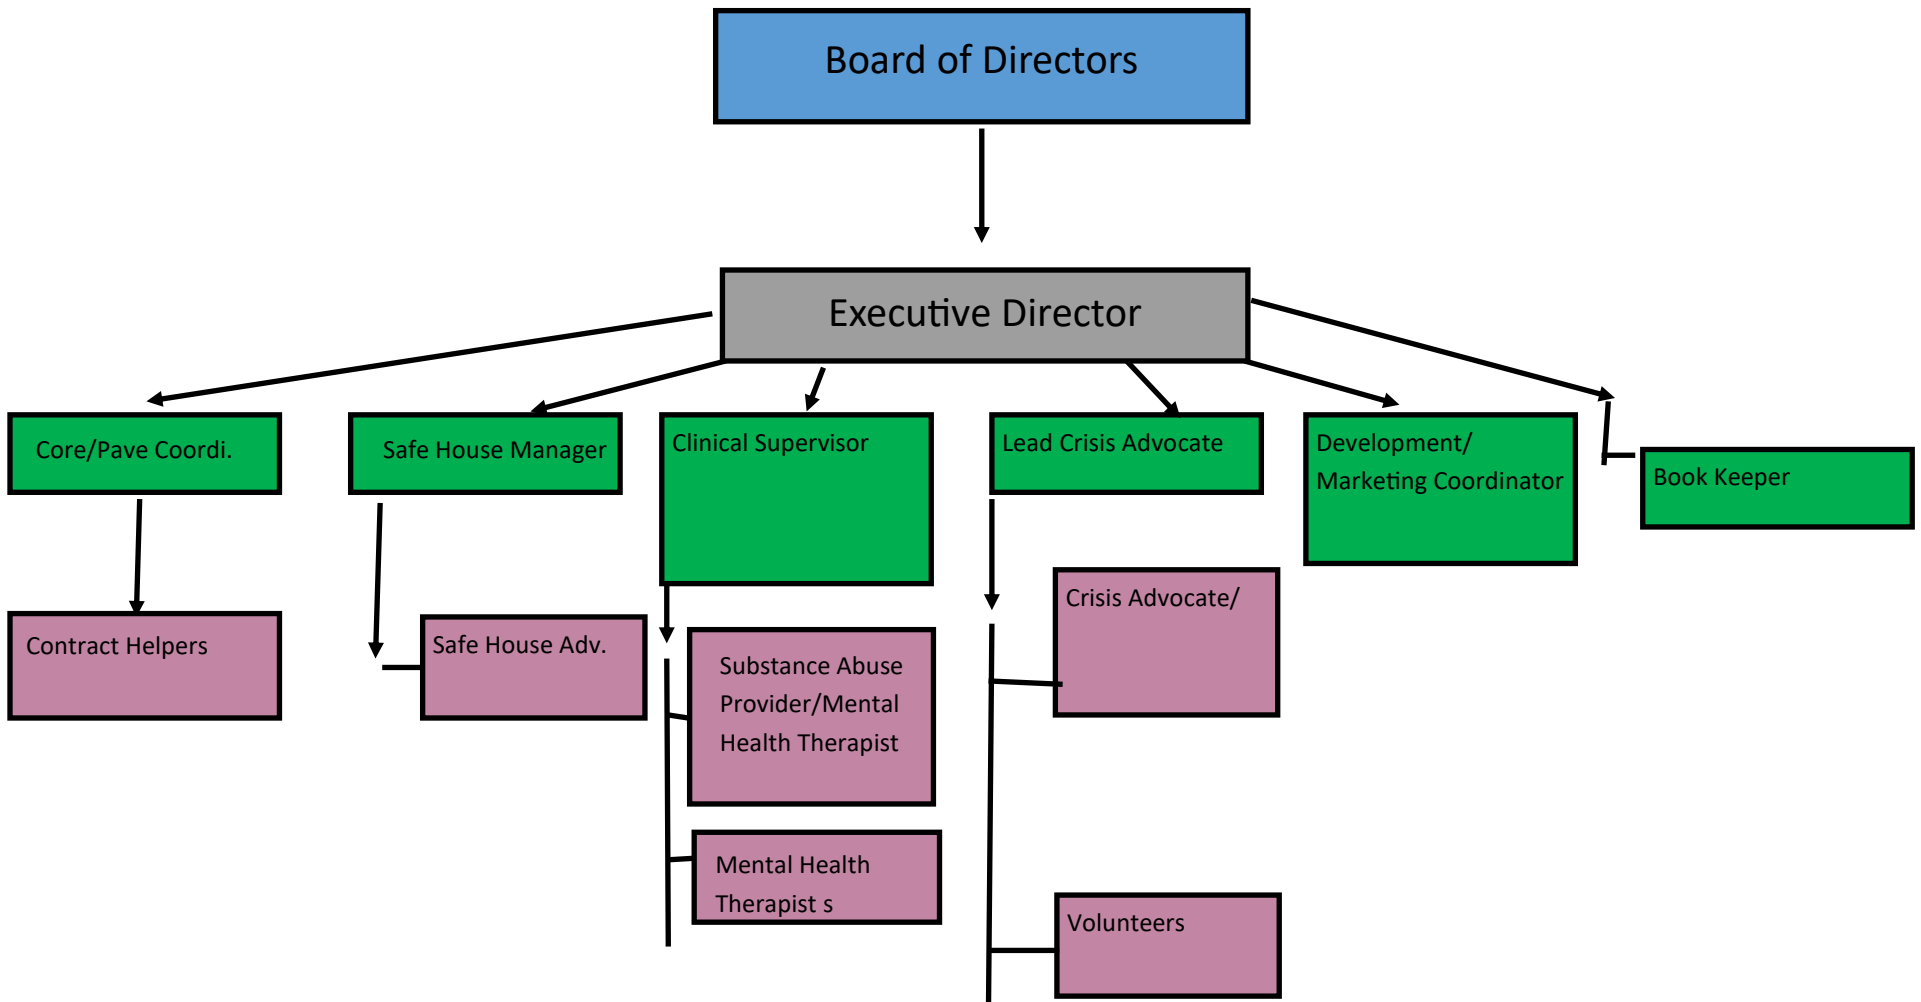 Board of Directors
Executive Director
Core/Pave Coordi.
Safe House Manager
Clinical Supervisor
Lead Crisis Advocate
Development/
Marketing Coordinator
Book Keeper
Contract Helpers
Safe House Adv.
Substance Abuse
Provider/Mental
Health Therapist
Crisis Advocate/
Mental Health
Therapist s
Volunteers